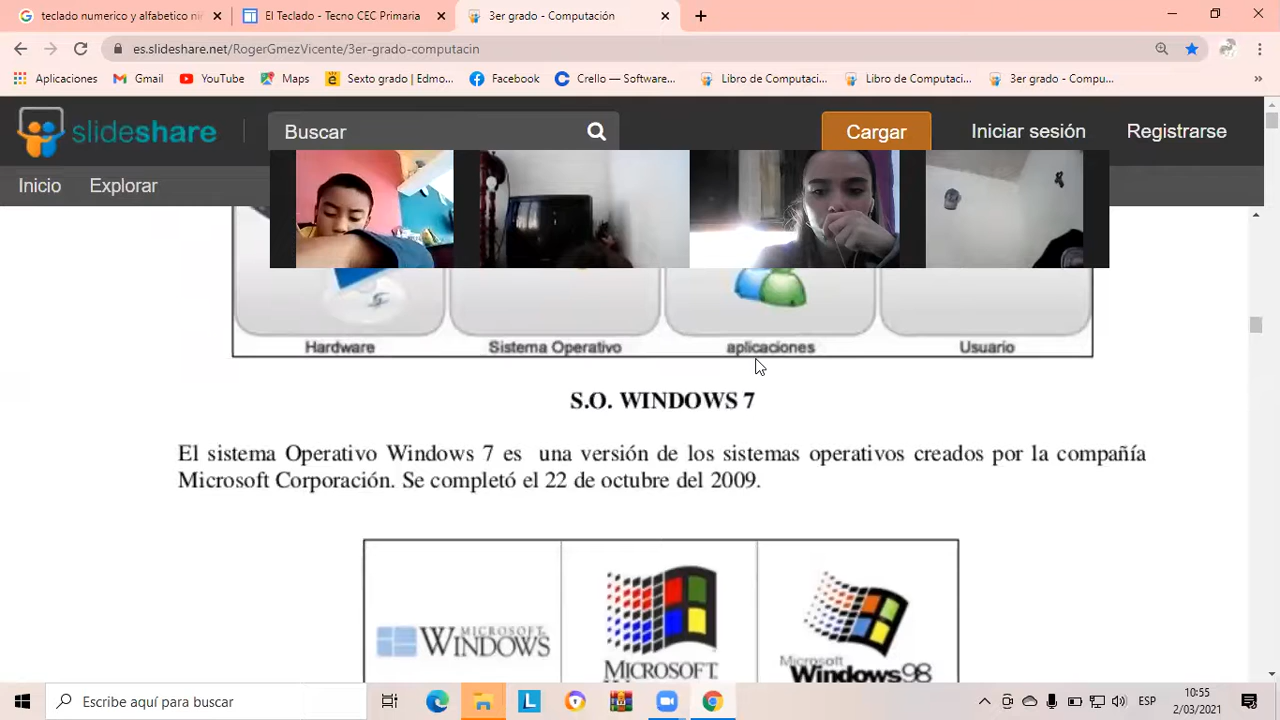 teclado numerico y alfabetico ni
El Teclado - Tecno CEC Primaria
3er grado - Computación
es.slideshare.net/RogerGmezVicente/3er-grado-computacin
Aplicaciones
Gmail
YouTube
Maps
Sexto grado | Edmo...
Facebook
Crello — Software...
Libro de Computaci...
Libro de Computaci...
3er grado - Compu...
slideshare
Buscar
Cargar
Iniciar sesión
Registrarse
Inicio
Explorar
Hardware
Sistema Operativo
aplicaciones
Usuario
S.O. WINDOWS 7
El sistema Operativo Windows 7 es una versión de los sistemas operativos creados por la compañía
Microsoft Corporación. Se completó el 22 de octubre del 2009.
MICROSOFT.
WINDOWS
MICROSOFT.
Microsoft
Windows 98
Escribe aquí para buscar
ESP
10:55
2/03/2021